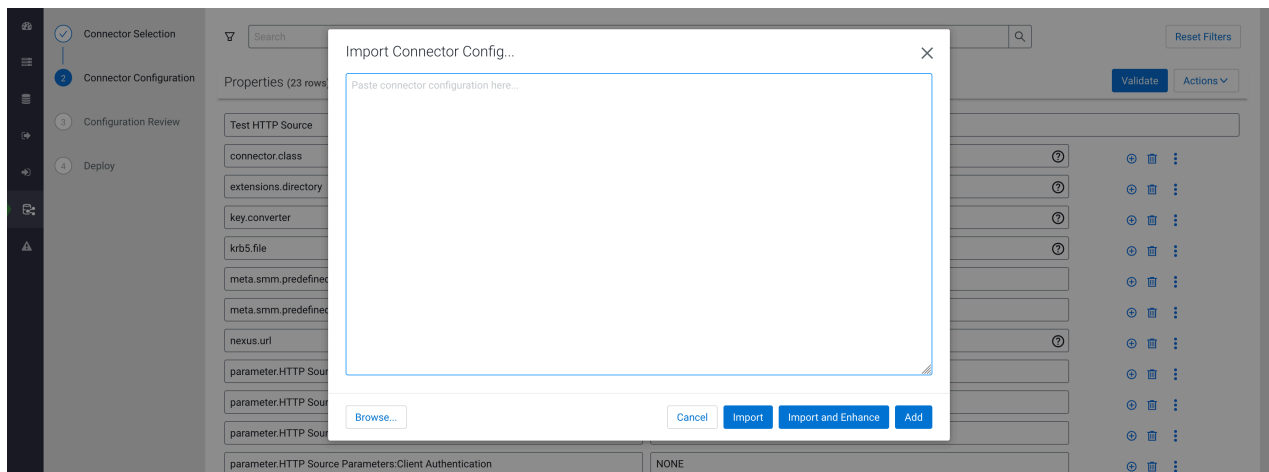 Connector Selection
2 Connector Configuration
3 Configuration Review
4 Deploy
Search
Reset Filters
Properties (23 rows)
Validate
Actions
Import Connector Config...
Paste connector configuration here...
Browse...
Cancel
Import
Import and Enhance
Add
Test HTTP Source
connector.class
extensions.directory
key.converter
krb5.file
meta.smm.predefined
meta.smm.predefined
nexus.url
parameter.HTTP Sour
parameter.HTTP Sour
parameter.HTTP Sour
parameter.HTTP Source Parameters:Client Authentication
NONE